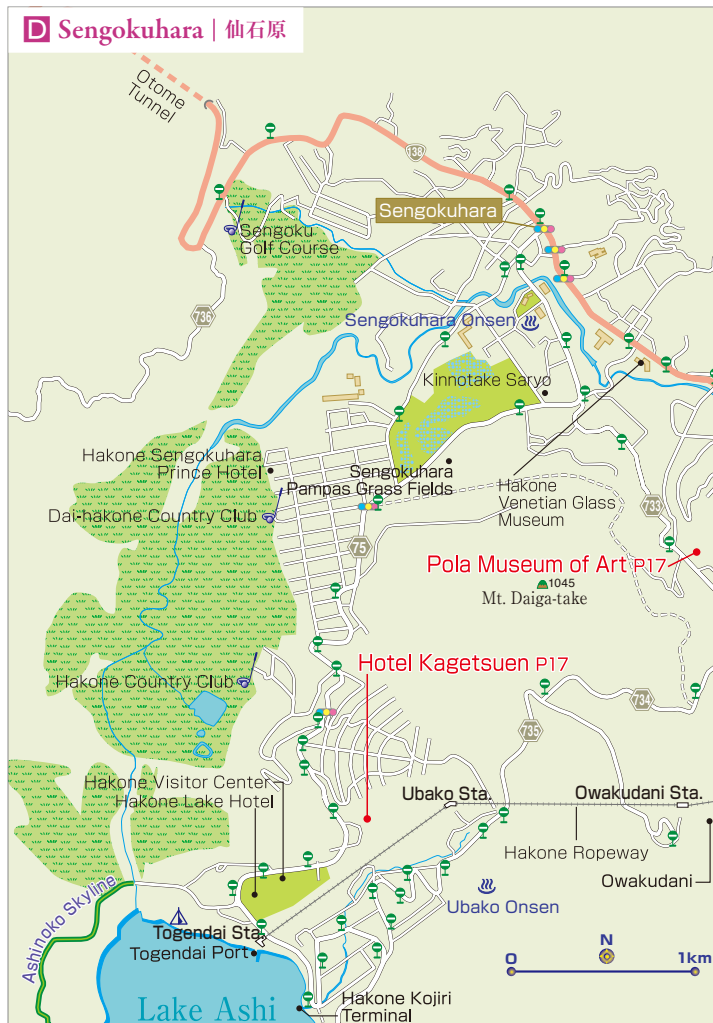 D Sengokuhara | 仙石原
Otome
Tunnel
138
Sengokuhara
Sengoku
Golf Course
736
Sengokuhara Onsen
Kinnotake Saryo
Hakone Sengokuhara
Prince Hotel
Sengokuhara
Pampas Grass Fields
Hakone
Venetian Glass
Museum
Dai-hakone Country Club
733
75
Pola Museum of Art P17
1045
Mt. Daiga-take
Hotel Kagetsuen P17
Hakone Country Club
734
735
Hakone Visitor Center
Hakone Lake Hotel
Ubako Sta.
Owakudani Sta.
Hakone Ropeway
Owakudani
Ashinoko Skyline
Ubako Onsen
Togendai Sta.
Togendai Port
N
0
1km
Lake Ashi
Hakone Kojiri
Terminal